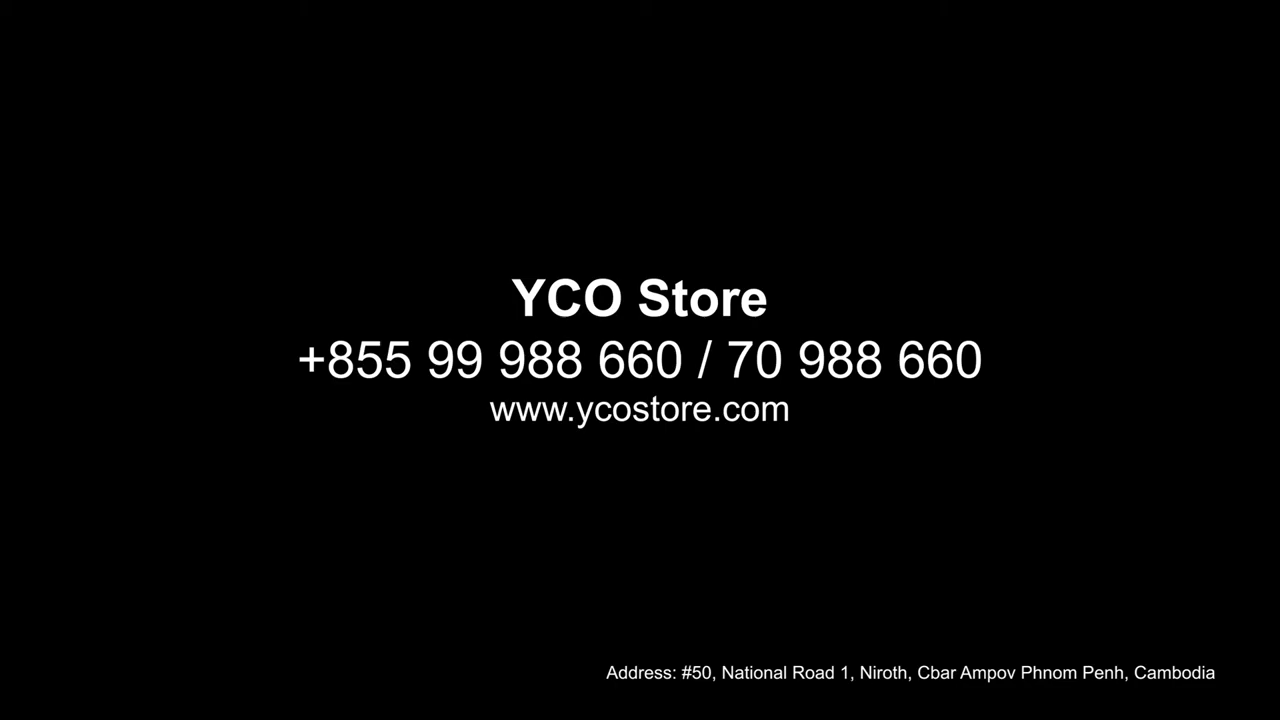 YCO Store
+855 99 988 660 / 70 988 660
www.ycostore.com
Address: #50, National Road 1, Niroth, Cbar Ampov Phnom Penh, Cambodia